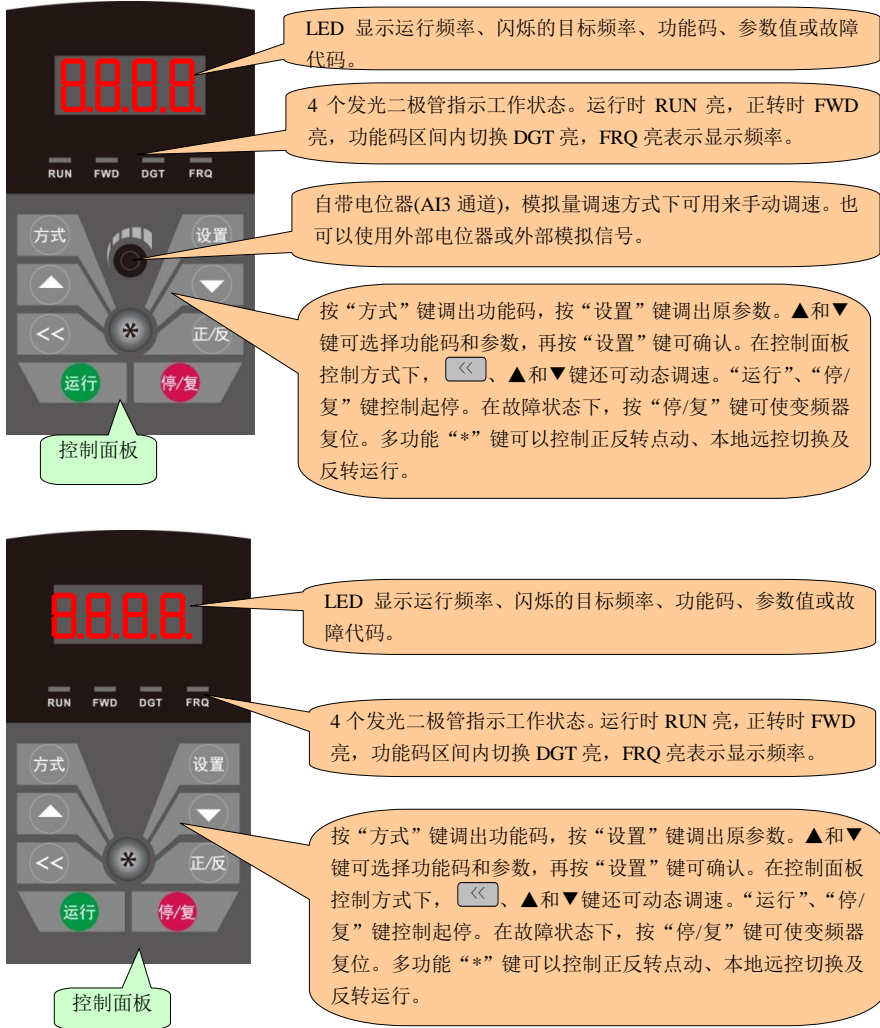 LED 显示运行频率、闪烁的目标频率、功能码、参数值或故障
代码。
8.8.8.8.
4 个发光二极管指示工作状态。运行时 RUN 亮，正转时 FWD
亮，功能码区间内切换 DGT 亮，FRQ 亮表示显示频率。
RUN FWD DGT FRQ
自带电位器(AI3 通道)，模拟量调速方式下可用来手动调速。也
可以使用外部电位器或外部模拟信号。
方式 设置
▲ ▼
<< * 正/反
运行 停/复
按“方式”键调出功能码，按“设置”键调出原参数。▲和▼
键可选择功能码和参数，再按“设置”键可确认。在控制面板
控制方式下， << 、▲和▼键还可动态调速。“运行”、“停/
复”键控制起停。在故障状态下，按“停/复”键可使变频器
复位。多功能“*”键可以控制正反转点动、本地远控切换及
反转运行。
控制面板
8.8.8.8.
LED 显示运行频率、闪烁的目标频率、功能码、参数值或故
障代码。
RUN FWD DGT FRQ
4 个发光二极管指示工作状态。运行时 RUN 亮，正转时 FWD
亮，功能码区间内切换 DGT 亮，FRQ 亮表示显示频率。
方式 设置
▲ ▼
<< * 正/反
运行 停/复
按“方式”键调出功能码，按“设置”键调出原参数。▲和▼
键可选择功能码和参数，再按“设置”键可确认。在控制面板
控制方式下， << 、▲和▼键还可动态调速。“运行”、“停/
复”键控制起停。在故障状态下，按“停/复”键可使变频器
复位。多功能“*”键可以控制正反转点动、本地远控切换及
反转运行。
控制面板